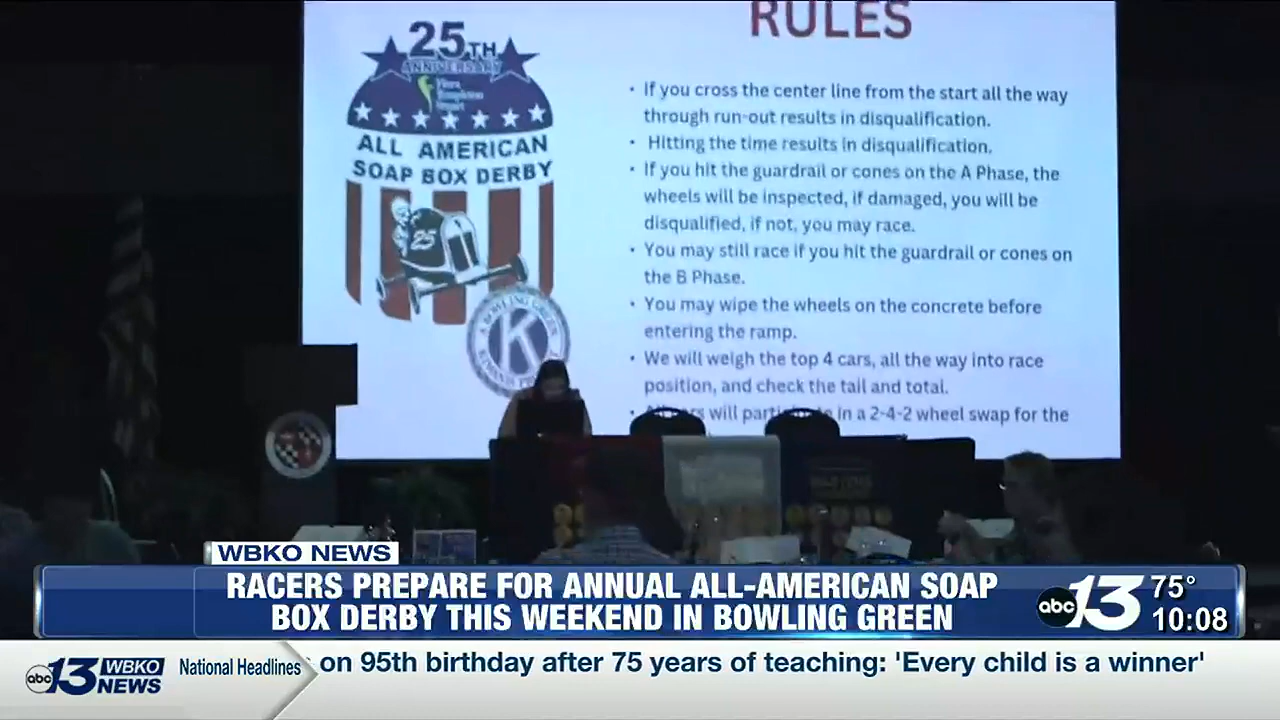 RULES
25TH
ANNIVERSARY
ALL AMERICAN
SOAP BOX DERBY
25
K
• If you cross the center line from the start all the way
through run-out results in disqualification.
• Hitting the time results in disqualification.
• If you hit the guardrail or cones on the A Phase, the
wheels will be inspected, if damaged, you will be
disqualified, if not, you may race.
• You may still race if you hit the guardrail or cones on
the B Phase.
• You may wipe the wheels on the concrete before
entering the ramp.
• We will weigh the top 4 cars, all the way into race
position, and check the tail and total.
will in a 2-4-2 wheel swap for the
WBKO NEWS
RACERS PREPARE FOR ANNUAL ALL-AMERICAN SOAP
BOX DERBY THIS WEEKEND IN BOWLING GREEN
abc 13 75°
10:08
abc 13 WBKO NEWS
National Headlines
on 95th birthday after 75 years of teaching: 'Every child is a winner'